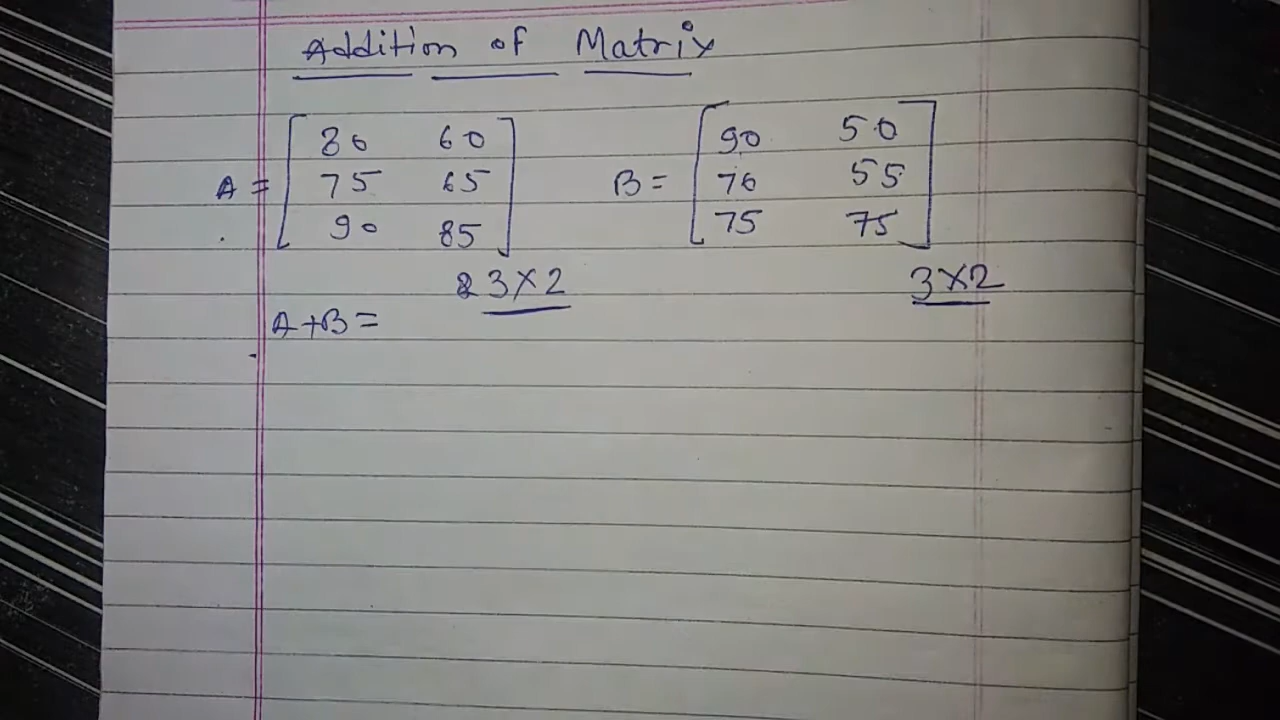 Addition of Matrix
A = [ 80 60 B = [ 90 50
75 65 70 55
90 85 ] 75 75 ]
3×2 3×2
A+B =